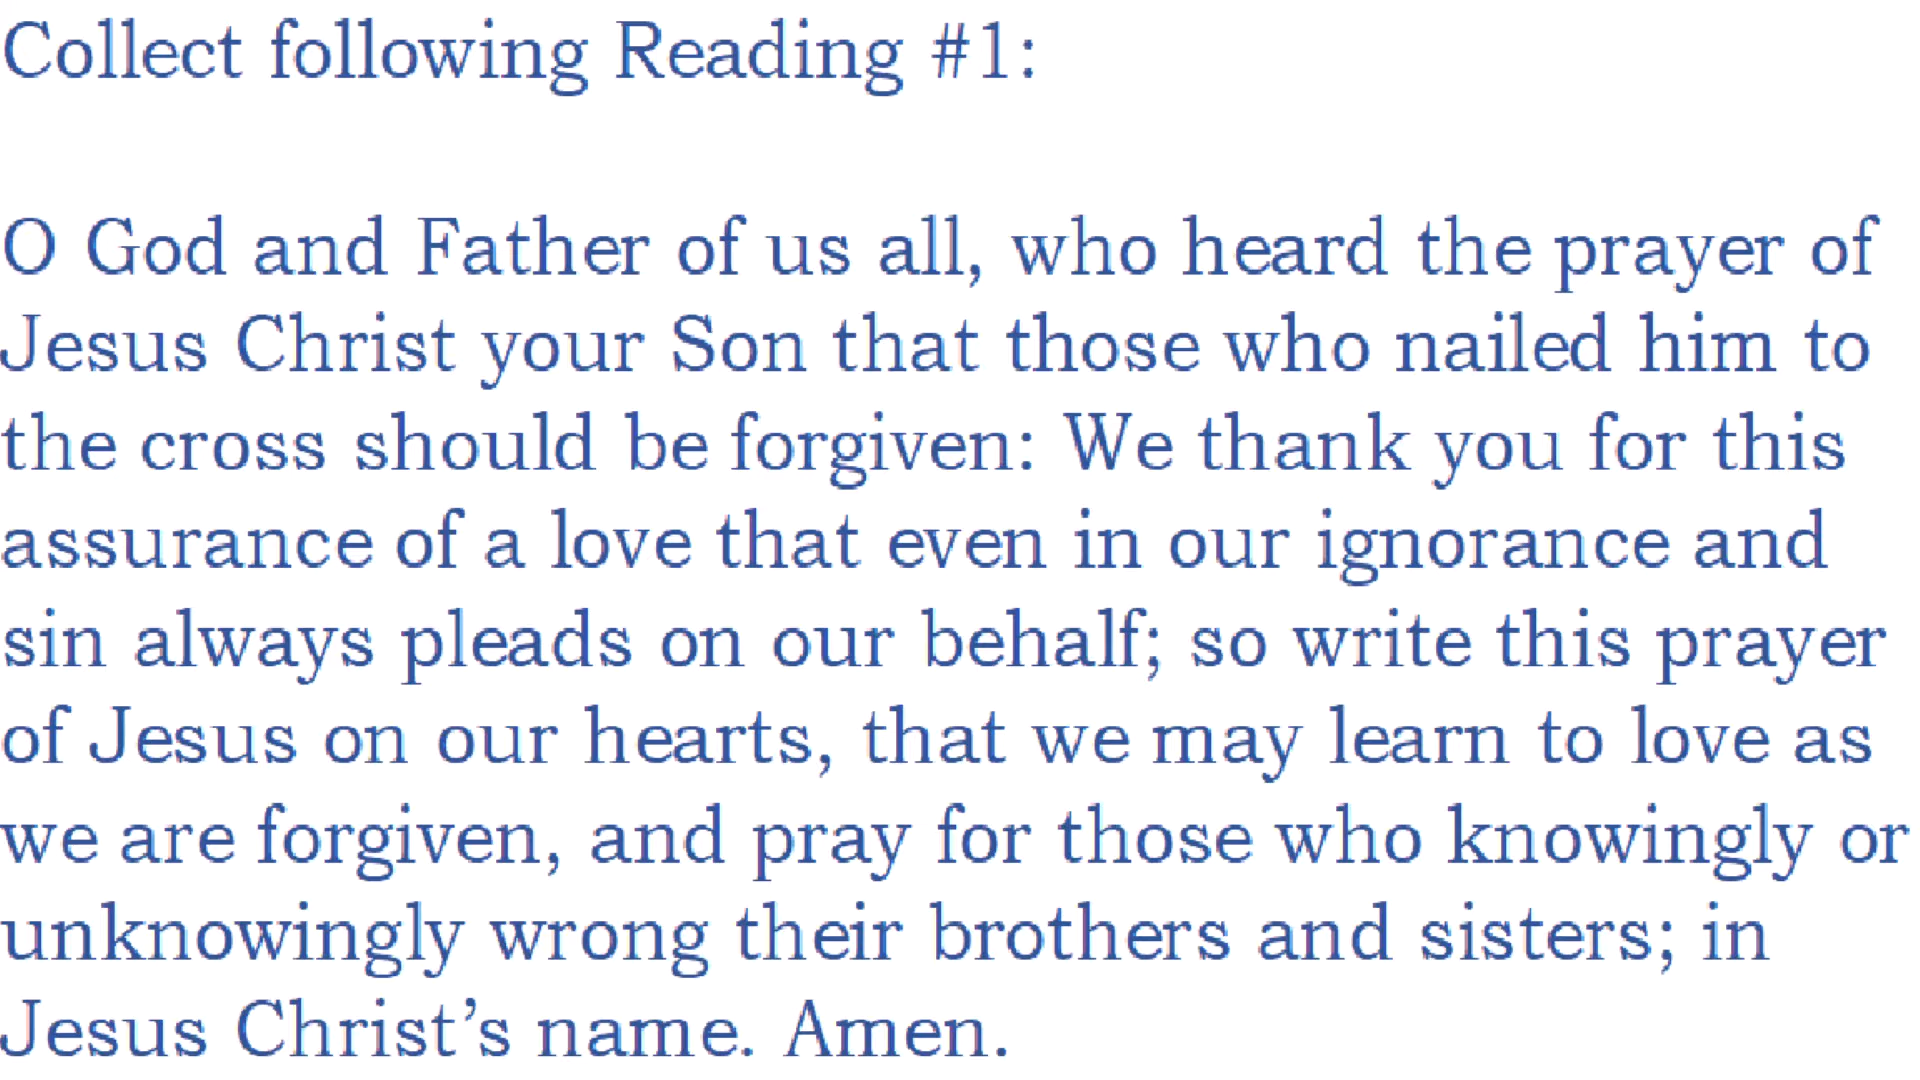 Collect following Reading #1:
O God and Father of us all, who heard the prayer of
Jesus Christ your Son that those who nailed him to
the cross should be forgiven: We thank you for this
assurance of a love that even in our ignorance and
sin always pleads on our behalf; so write this prayer
of Jesus on our hearts, that we may learn to love as
we are forgiven, and pray for those who knowingly or
unknowingly wrong their brothers and sisters; in
Jesus Christ’s name. Amen.